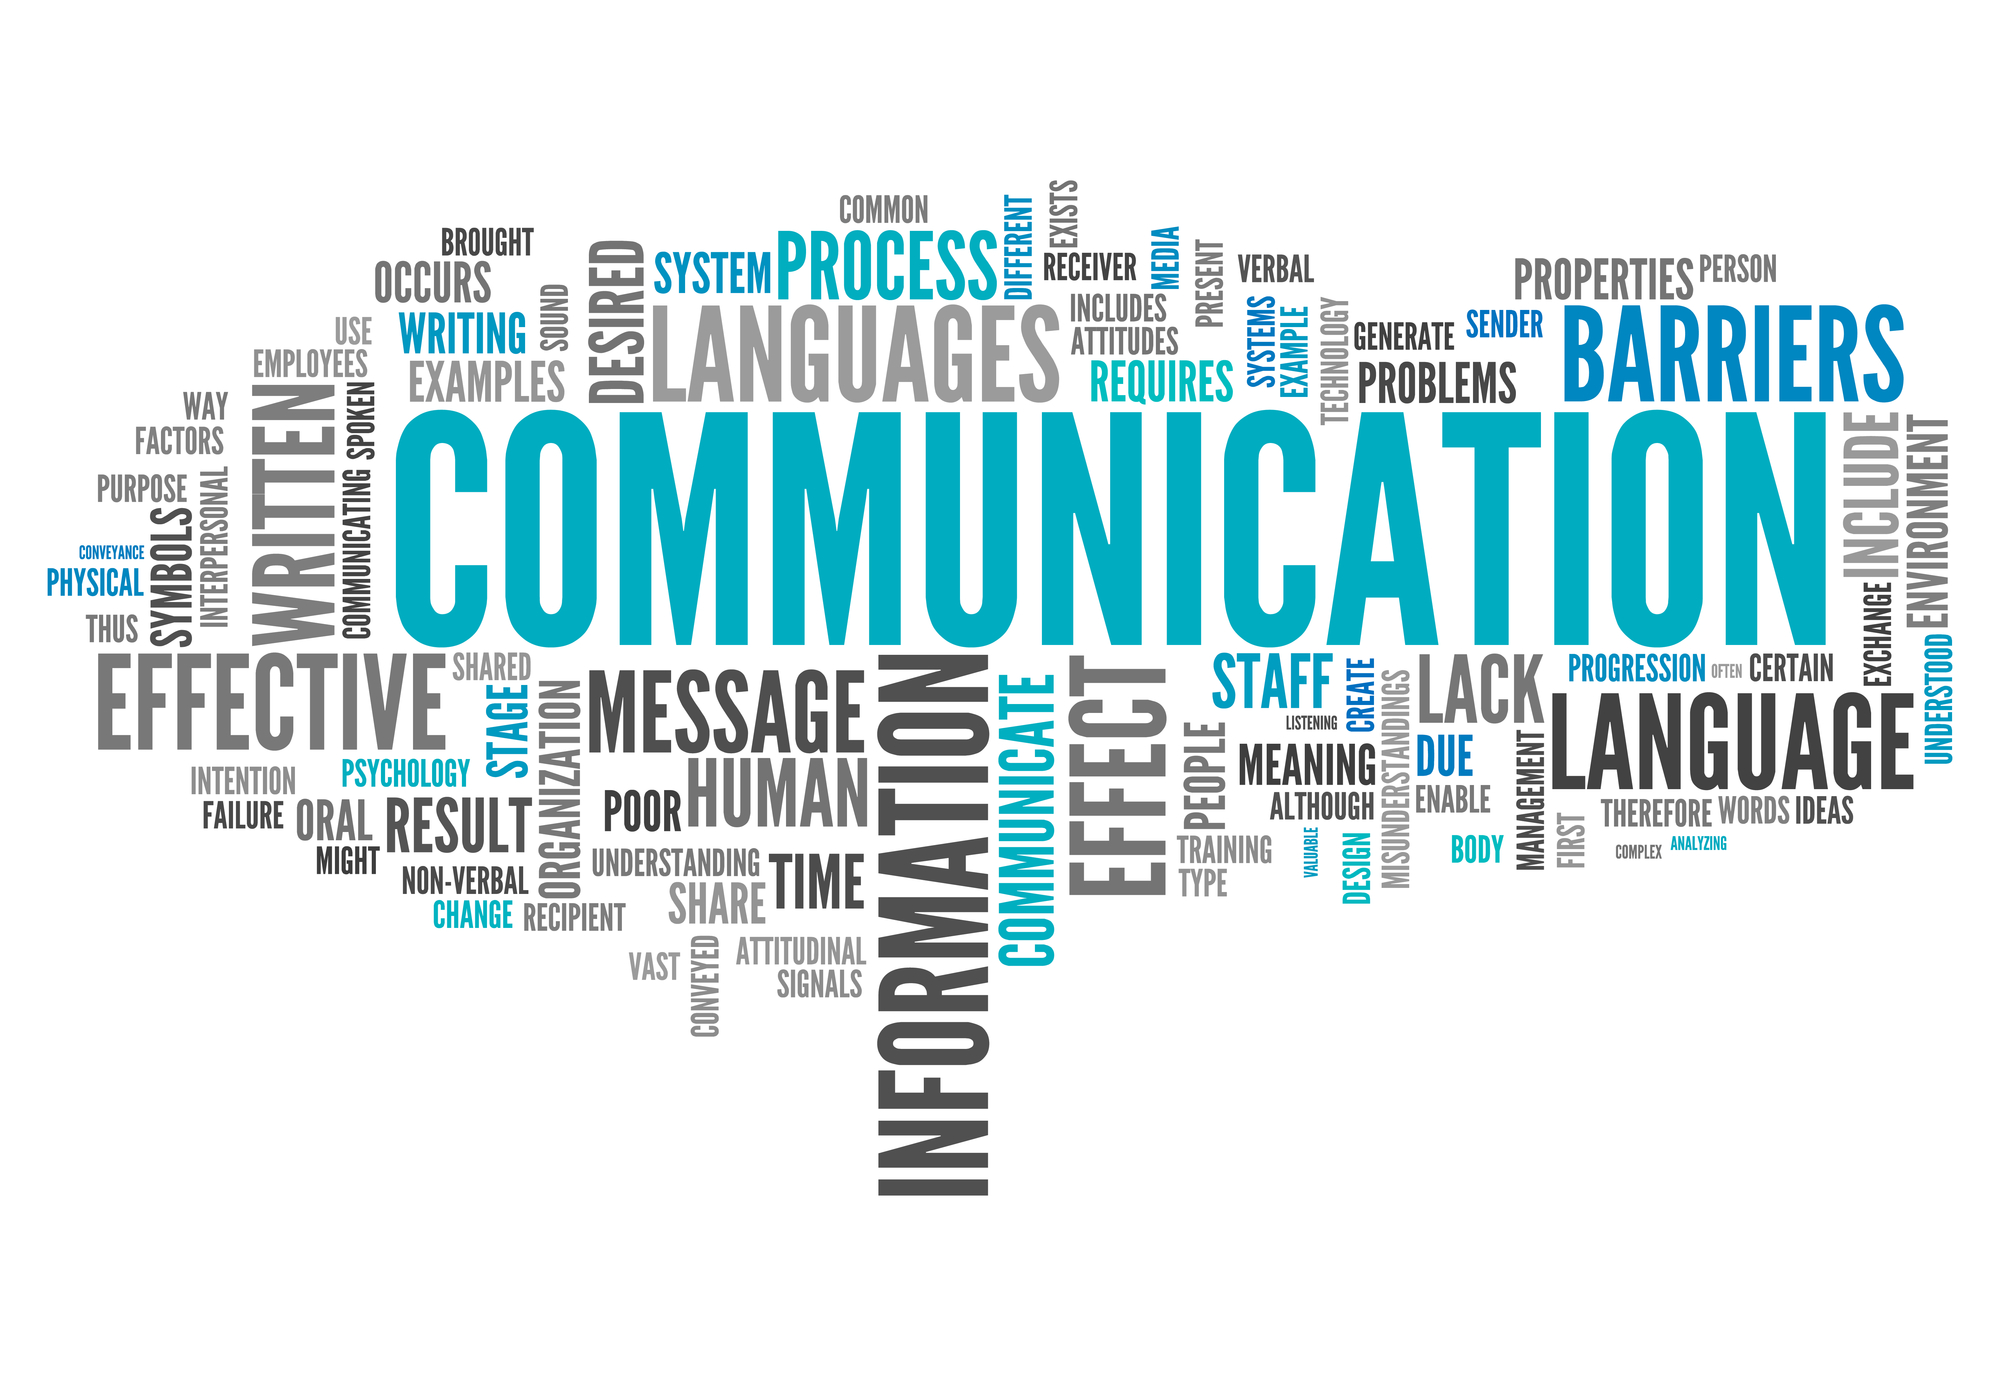 COMMON
DIFFERENT
EXISTS
BROUGHT
OCCURS
SOUND
DESIRED
SYSTEM
PROCESS
RECEIVER
MEDIA
PRESENT
VERBAL
PROPERTIES
PERSON
USE
WRITING
LANGUAGES
INCLUDES
ATTITUDES
SYSTEMS
EXAMPLE
TECHNOLOGY
GENERATE
SENDER
BARRIERS
EMPLOYEES
EXAMPLES
REQUIRES
PROBLEMS
WAY
FACTORS
WRITTEN
SPOKEN
COMMUNICATION
INCLUDE
ENVIRONMENT
PURPOSE
SYMBOLS
INTERPERSONAL
COMMUNICATING
CONVEYANCE
PHYSICAL
THUS
EXCHANGE
UNDERSTOOD
EFFECTIVE
SHARED
STAGE
ORGANIZATION
MESSAGE
INFORMATION
COMMUNICATE
EFFECT
STAFF
CREATE
MISUNDERSTANDINGS
LACK
PROGRESSION
OFTEN
CERTAIN
LISTENING
PEOPLE
MEANING
DUE
MANAGEMENT
LANGUAGE
INTENTION
PSYCHOLOGY
HUMAN
FAILURE
ORAL
RESULT
POOR
ALTHOUGH
ENABLE
THEREFORE
WORDS
IDEAS
MIGHT
NON-VERBAL
UNDERSTANDING
TIME
TRAINING
VALUABLE
DESIGN
BODY
FIRST
COMPLEX
ANALYZING
CHANGE
RECIPIENT
SHARE
TYPE
VAST
CONVEYED
ATTITUDINAL
SIGNALS